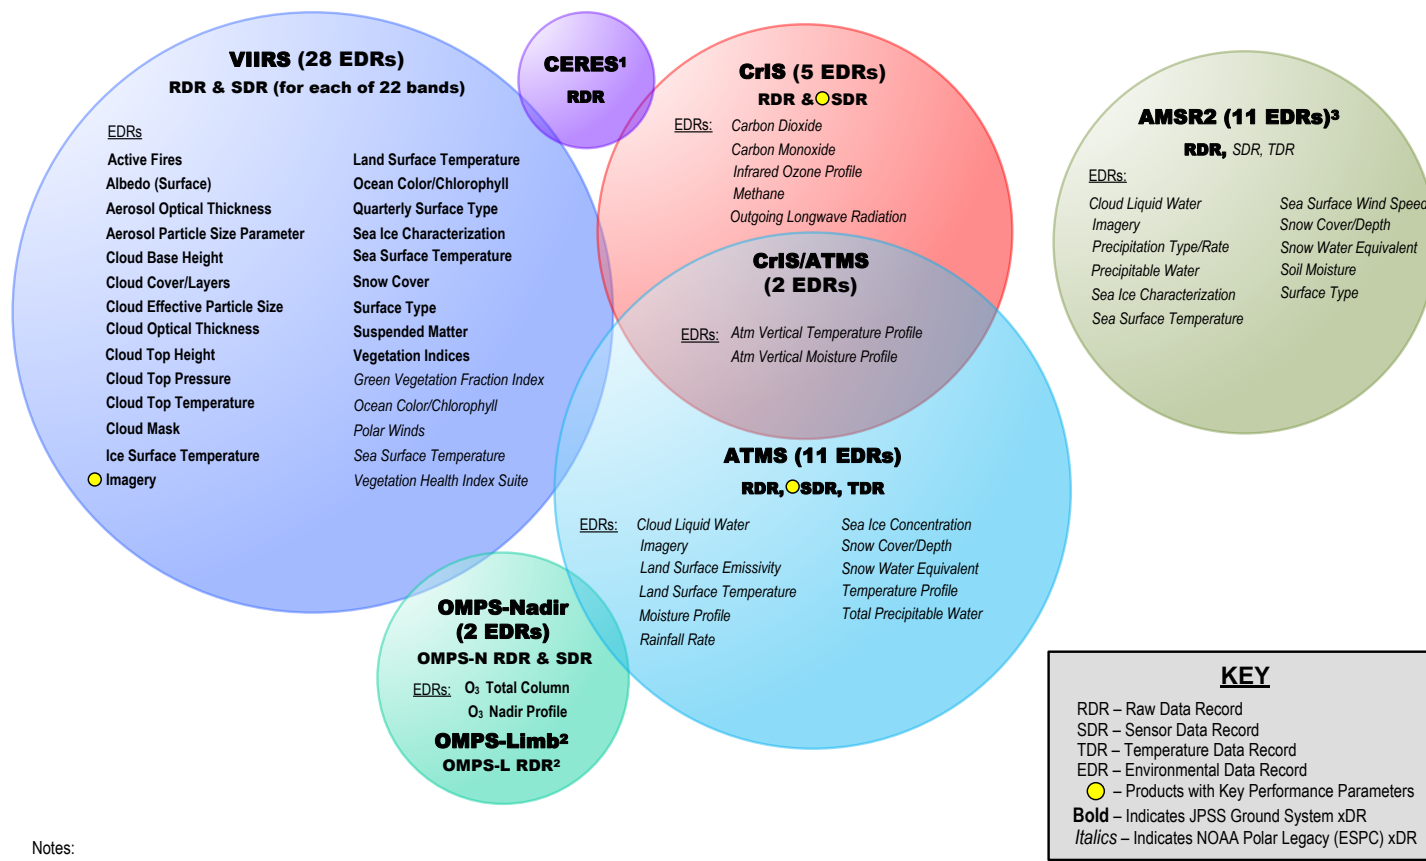 VIIRS (28 EDRs)
RDR & SDR (for each of 22 bands)
EDRs
Active Fires
Albedo (Surface)
Aerosol Optical Thickness
Aerosol Particle Size Parameter
Cloud Base Height
Cloud Cover/Layers
Cloud Effective Particle Size
Cloud Optical Thickness
Cloud Top Height
Cloud Top Pressure
Cloud Top Temperature
Cloud Mask
Ice Surface Temperature
Imagery
Land Surface Temperature
Ocean Color/Chlorophyll
Quarterly Surface Type
Sea Ice Characterization
Sea Surface Temperature
Snow Cover
Surface Type
Suspended Matter
Vegetation Indices
Green Vegetation Fraction Index
Ocean Color/Chlorophyll
Polar Winds
Sea Surface Temperature
Vegetation Health Index Suite
CERES¹
RDR
CrIS (5 EDRs)
RDR & SDR
EDRs: Carbon Dioxide
Carbon Monoxide
Infrared Ozone Profile
Methane
Outgoing Longwave Radiation
CrIS/ATMS
(2 EDRs)
EDRs: Atm Vertical Temperature Profile
Atm Vertical Moisture Profile
ATMS (11 EDRs)
RDR, SDR, TDR
EDRs: Cloud Liquid Water
Imagery
Land Surface Emissivity
Land Surface Temperature
Moisture Profile
Rainfall Rate
Sea Ice Concentration
Snow Cover/Depth
Snow Water Equivalent
Temperature Profile
Total Precipitable Water
AMSR2 (11 EDRs)³
RDR, SDR, TDR
EDRs:
Cloud Liquid Water
Imagery
Precipitation Type/Rate
Precipitable Water
Sea Ice Characterization
Sea Surface Temperature
Sea Surface Wind Speed
Snow Cover/Depth
Snow Water Equivalent
Soil Moisture
Surface Type
OMPS-Nadir
(2 EDRs)
OMPS-N RDR & SDR
EDRs: O₃ Total Column
O₃ Nadir Profile
OMPS-Limb²
OMPS-L RDR²
KEY
RDR – Raw Data Record
SDR – Sensor Data Record
TDR – Temperature Data Record
EDR – Environmental Data Record
– Products with Key Performance Parameters
Bold – Indicates JPSS Ground System xDR
Italics – Indicates NOAA Polar Legacy (ESPC) xDR
Notes: